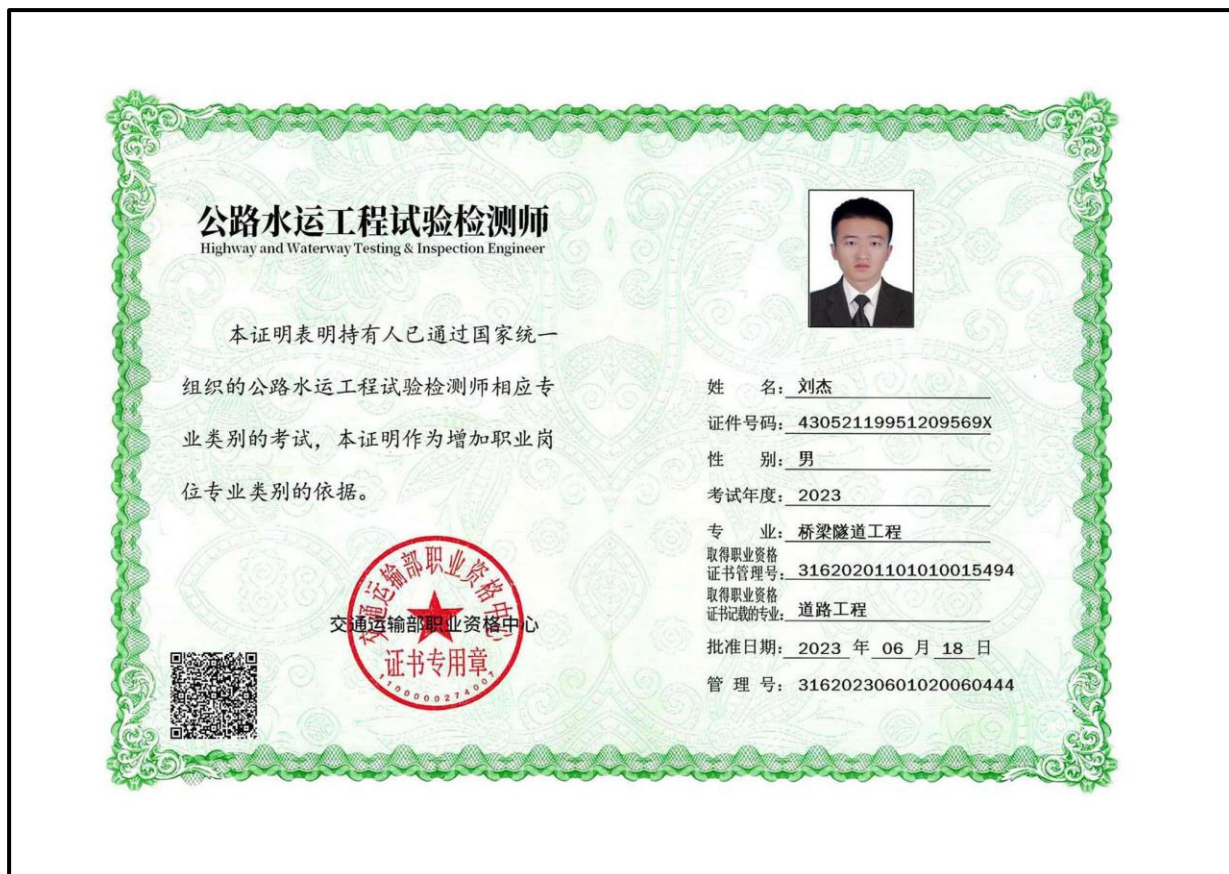 公路水运工程试验检测师
Highway and Waterway Testing & Inspection Engineer
本证明表明持有人已通过国家统一
组织的公路水运工程试验检测师相应专
业类别的考试，本证明作为增加职业岗
位专业类别的依据。
交通运输部职业资格中心
交通运输部职业资格中心
证书专用章
1100000274007
姓 名：刘杰
证件号码：43052119951209569X
性 别：男
考试年度：2023
专 业：桥梁隧道工程
取得职业资格
证书管理号：31620201101010015494
取得职业资格
证书记载的专业：道路工程
批准日期：2023 年 06 月 18 日
管 理 号：31620230601020060444